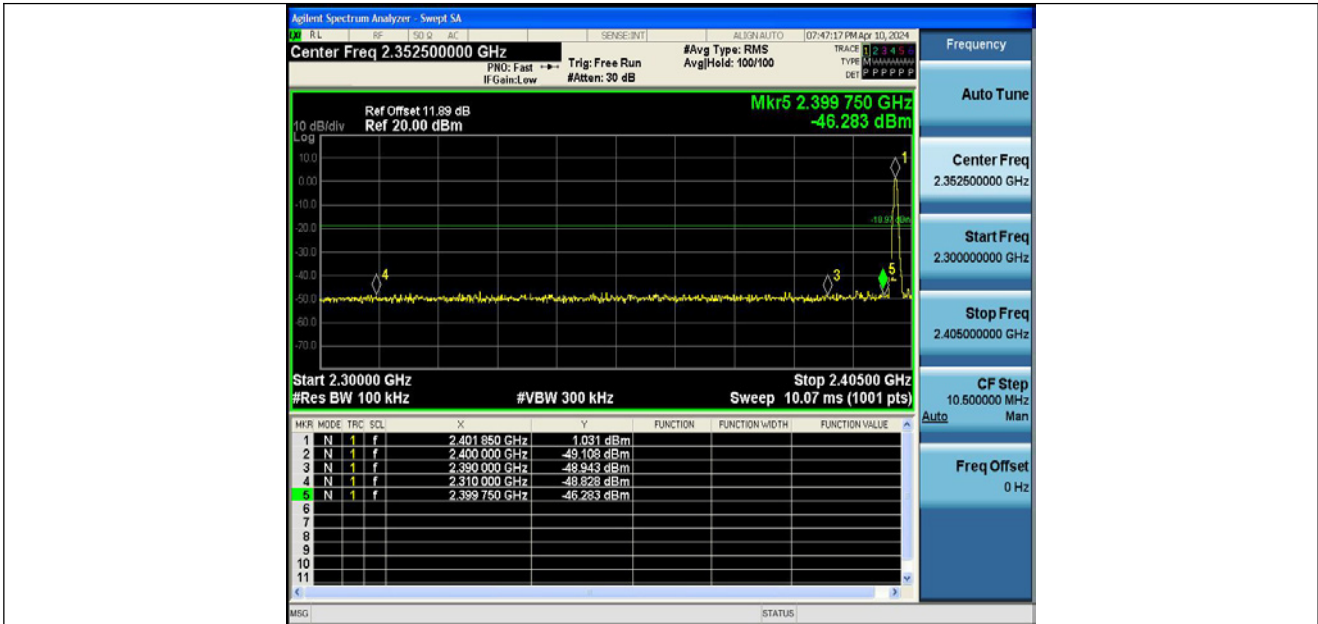 Agilent Spectrum Analyzer - Swept SA
RL RF 50 Ω AC SENSE:INT ALIGN AUTO 07:47:17 PM Apr 10, 2024
Center Freq 2.352500000 GHz
PNO: Fast
IFGain:Low
Trig: Free Run
#Atten: 30 dB
#Avg Type: RMS
Avg|Hold: 100/100
TRACE 1 2 3 4 5 6
TYPE M
DET P P P P P P
Ref Offset 11.89 dB
10 dB/div Ref 20.00 dBm
Log
Mkr5 2.399 750 GHz
-46.283 dBm
10.0
0.00
-10.0
-20.0
-30.0
-40.0
-50.0
-60.0
-70.0
1
4
3
5
Start 2.30000 GHz Stop 2.40500 GHz
#Res BW 100 kHz #VBW 300 kHz Sweep 10.07 ms (1001 pts)
MKR MODE TRC SCL X Y FUNCTION FUNCTION WIDTH FUNCTION VALUE
1 N 1 f 2.401 850 GHz 1.031 dBm
2 N 1 f 2.400 000 GHz -49.108 dBm
3 N 1 f 2.390 000 GHz -48.943 dBm
4 N 1 f 2.310 000 GHz -48.828 dBm
5 N 1 f 2.399 750 GHz -46.283 dBm
6
7
8
9
10
11
MSG STATUS
Frequency
Auto Tune
Center Freq
2.352500000 GHz
Start Freq
2.300000000 GHz
Stop Freq
2.405000000 GHz
CF Step
10.500000 MHz
Auto Man
Freq Offset
0 Hz